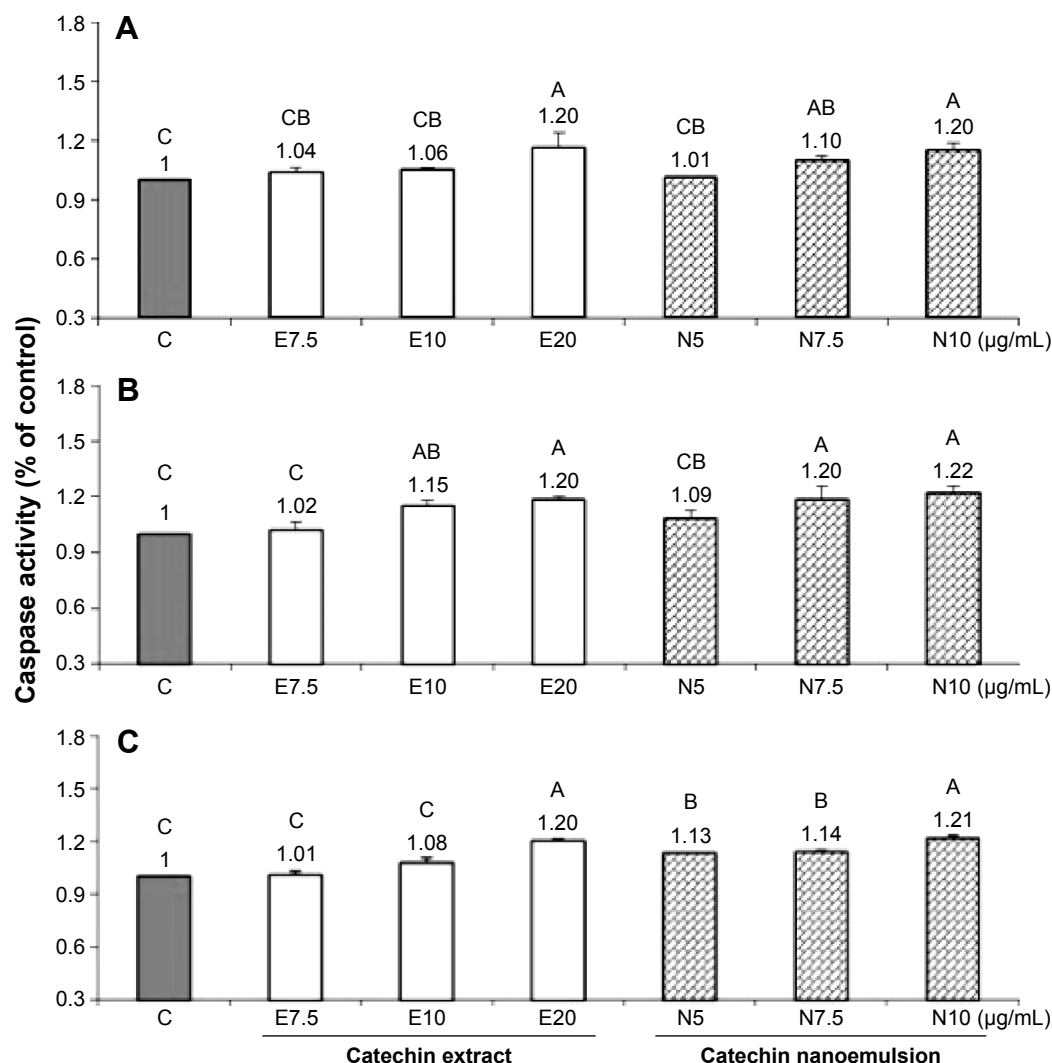 Caspase activity (% of control)
A
1.8
1.5
1.2
0.9
0.6
0.3
C
1
CB
1.04
CB
1.06
A
1.20
CB
1.01
AB
1.10
A
1.20
C E7.5 E10 E20 N5 N7.5 N10 (µg/mL)
B
1.8
1.5
1.2
0.9
0.6
0.3
C
1
C
1.02
AB
1.15
A
1.20
CB
1.09
A
1.20
A
1.22
C E7.5 E10 E20 N5 N7.5 N10 (µg/mL)
C
1.8
1.5
1.2
0.9
0.6
0.3
C
1
C
1.01
C
1.08
A
1.20
B
1.13
B
1.14
A
1.21
C E7.5 E10 E20 N5 N7.5 N10 (µg/mL)
Catechin extract Catechin nanoemulsion